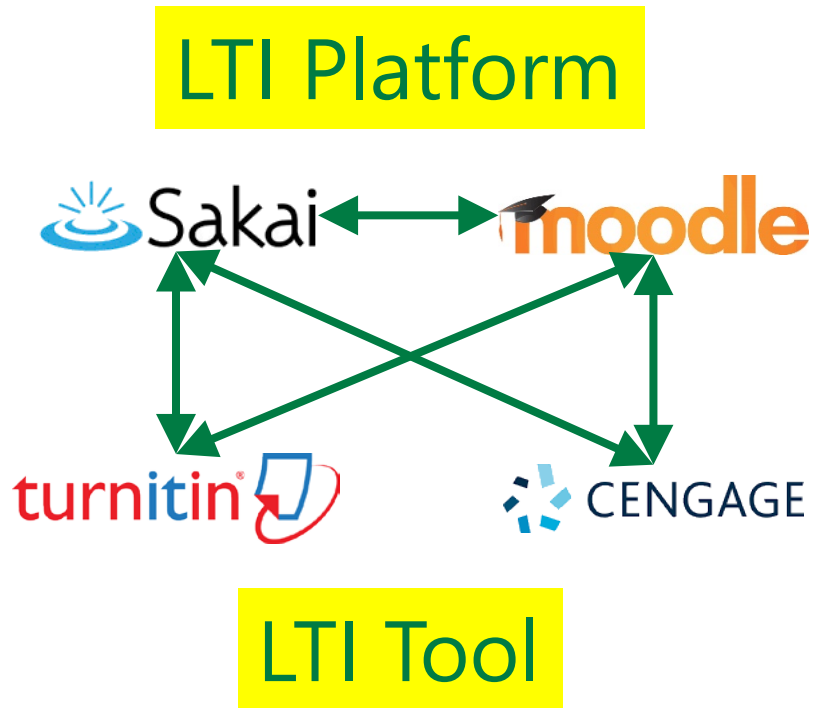 LTI Platform
Sakai
moodle
turnitin®
CENGAGE
LTI Tool